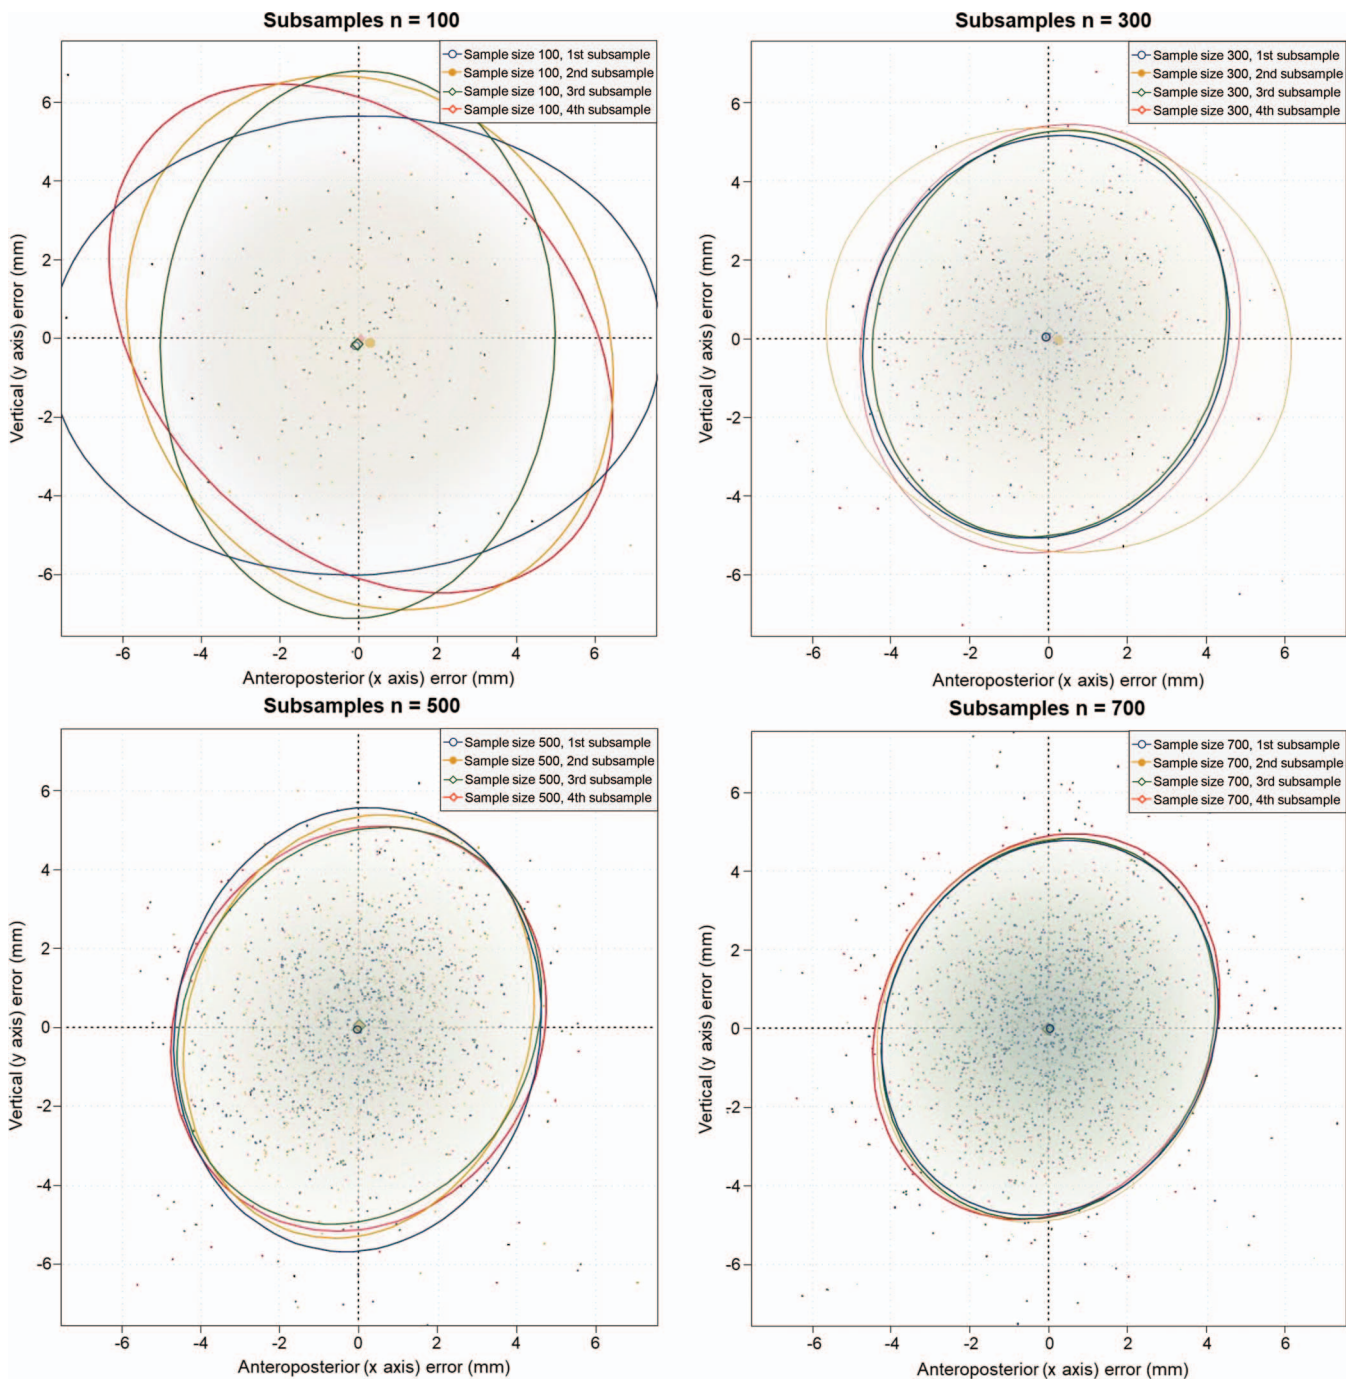 Subsamples n = 100
Sample size 100, 1st subsample
Sample size 100, 2nd subsample
Sample size 100, 3rd subsample
Sample size 100, 4th subsample
Vertical (y axis) error (mm)
6
4
2
0
-2
-4
-6
-6 -4 -2 0 2 4 6
Anteroposterior (x axis) error (mm)
Subsamples n = 300
Sample size 300, 1st subsample
Sample size 300, 2nd subsample
Sample size 300, 3rd subsample
Sample size 300, 4th subsample
Vertical (y axis) error (mm)
6
4
2
0
-2
-4
-6
-6 -4 -2 0 2 4 6
Anteroposterior (x axis) error (mm)
Subsamples n = 500
Sample size 500, 1st subsample
Sample size 500, 2nd subsample
Sample size 500, 3rd subsample
Sample size 500, 4th subsample
Vertical (y axis) error (mm)
6
4
2
0
-2
-4
-6
-6 -4 -2 0 2 4 6
Anteroposterior (x axis) error (mm)
Subsamples n = 700
Sample size 700, 1st subsample
Sample size 700, 2nd subsample
Sample size 700, 3rd subsample
Sample size 700, 4th subsample
Vertical (y axis) error (mm)
6
4
2
0
-2
-4
-6
-6 -4 -2 0 2 4 6
Anteroposterior (x axis) error (mm)